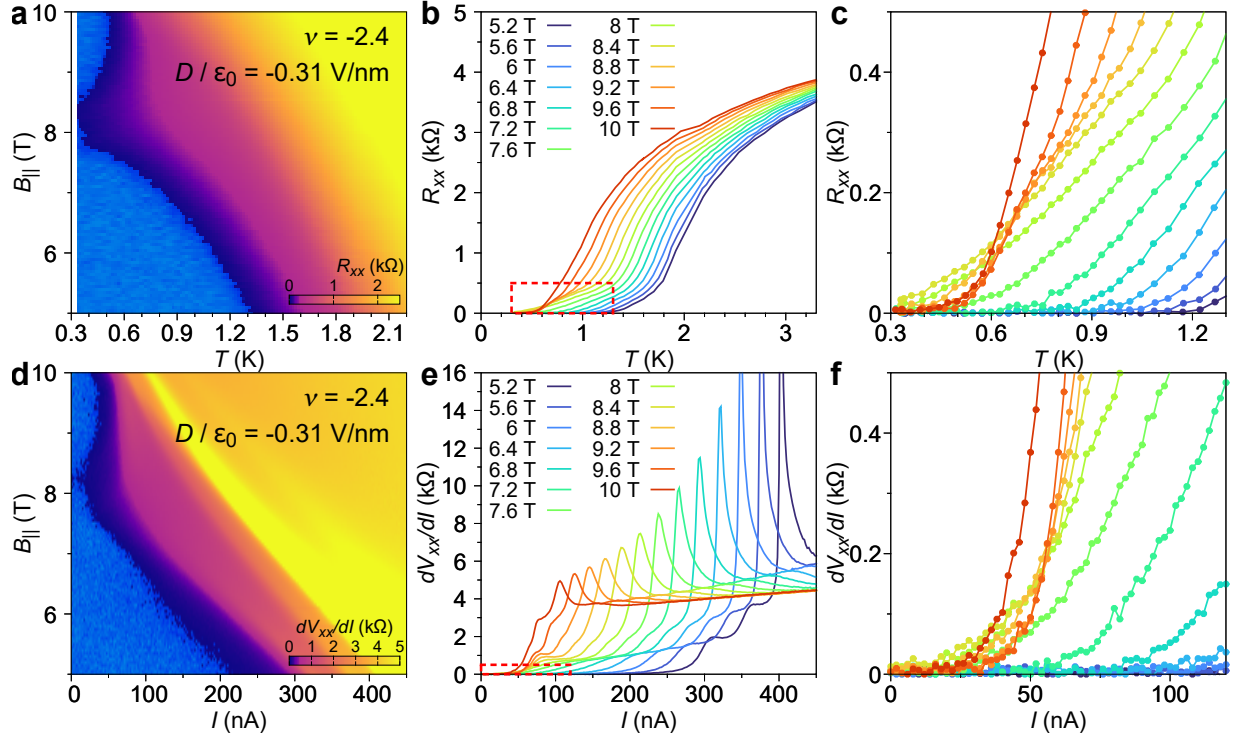 a
ν = -2.4
D / ε0 = -0.31 V/nm
10
8
6
B|| (T)
Rxx (kΩ)
0 1 2
0.3 0.6 0.9 1.2 1.5 1.8 2.1
T (K)
b
5.2 T
5.6 T
6 T
6.4 T
6.8 T
7.2 T
7.6 T
8 T
8.4 T
8.8 T
9.2 T
9.6 T
10 T
5
4
3
2
1
0
Rxx (kΩ)
0 1 2 3
T (K)
c
0.4
0.2
0
Rxx (kΩ)
0.3 0.6 0.9 1.2
T (K)
d
ν = -2.4
D / ε0 = -0.31 V/nm
10
8
6
B|| (T)
dVxx/dI (kΩ)
0 1 2 3 4 5
0 100 200 300 400
I (nA)
e
5.2 T
5.6 T
6 T
6.4 T
6.8 T
7.2 T
7.6 T
8 T
8.4 T
8.8 T
9.2 T
9.6 T
10 T
16
14
12
10
8
6
4
2
0
dVxx/dI (kΩ)
0 100 200 300 400
I (nA)
f
0.4
0.2
0
dVxx/dI (kΩ)
0 50 100
I (nA)